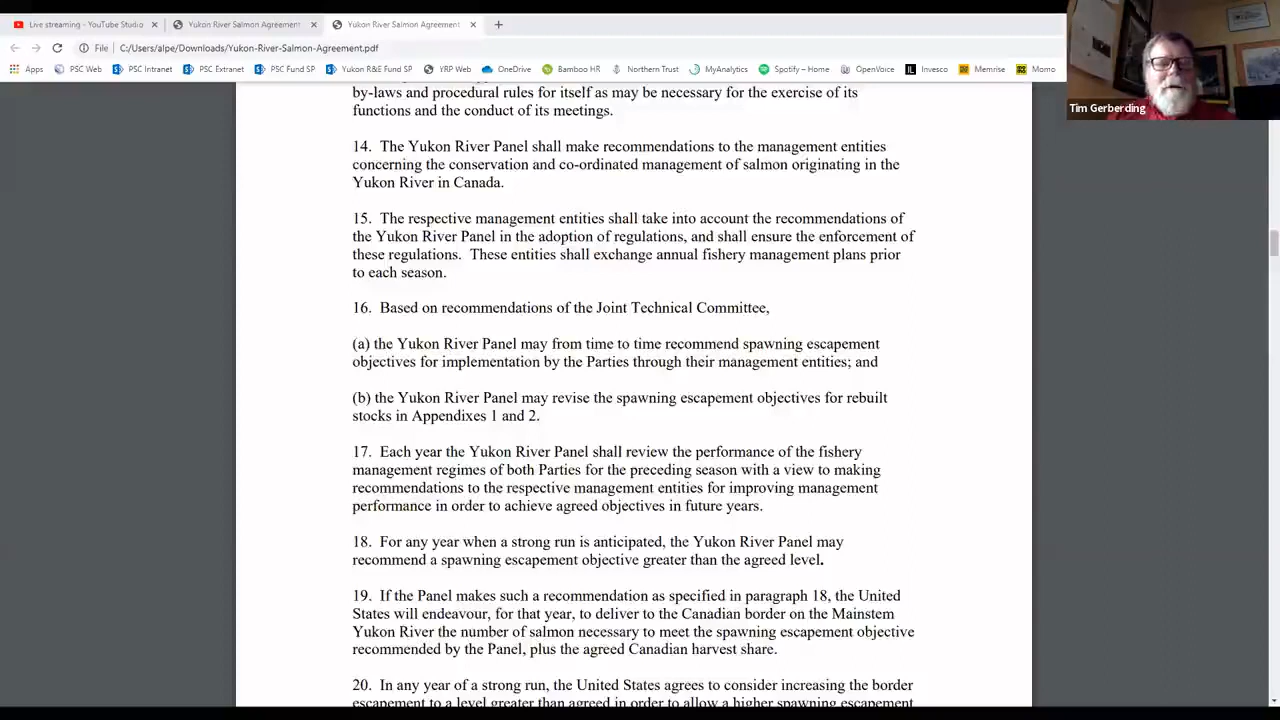 Live streaming - YouTube Studio
Yukon River Salmon Agreement
Yukon River Salmon Agreement
File
C:/Users/alpe/Downloads/Yukon-River-Salmon-Agreement.pdf
Apps
PSC Web
PSC Intranet
PSC Extranet
PSC Fund SP
Yukon R&E Fund SP
YRP Web
OneDrive
Bamboo HR
Northern Trust
MyAnalytics
Spotify – Home
OpenVoice
Invesco
Memrise
Momo
Tim Gerberding
by-laws and procedural rules for itself as may be necessary for the exercise of its
functions and the conduct of its meetings.
14. The Yukon River Panel shall make recommendations to the management entities
concerning the conservation and co-ordinated management of salmon originating in the
Yukon River in Canada.
15. The respective management entities shall take into account the recommendations of
the Yukon River Panel in the adoption of regulations, and shall ensure the enforcement of
these regulations. These entities shall exchange annual fishery management plans prior
to each season.
16. Based on recommendations of the Joint Technical Committee,
(a) the Yukon River Panel may from time to time recommend spawning escapement
objectives for implementation by the Parties through their management entities; and
(b) the Yukon River Panel may revise the spawning escapement objectives for rebuilt
stocks in Appendixes 1 and 2.
17. Each year the Yukon River Panel shall review the performance of the fishery
management regimes of both Parties for the preceding season with a view to making
recommendations to the respective management entities for improving management
performance in order to achieve agreed objectives in future years.
18. For any year when a strong run is anticipated, the Yukon River Panel may
recommend a spawning escapement objective greater than the agreed level.
19. If the Panel makes such a recommendation as specified in paragraph 18, the United
States will endeavour, for that year, to deliver to the Canadian border on the Mainstem
Yukon River the number of salmon necessary to meet the spawning escapement objective
recommended by the Panel, plus the agreed Canadian harvest share.
20. In any year of a strong run, the United States agrees to consider increasing the border
escapement to a level greater than agreed in order to allow a higher spawning escapement